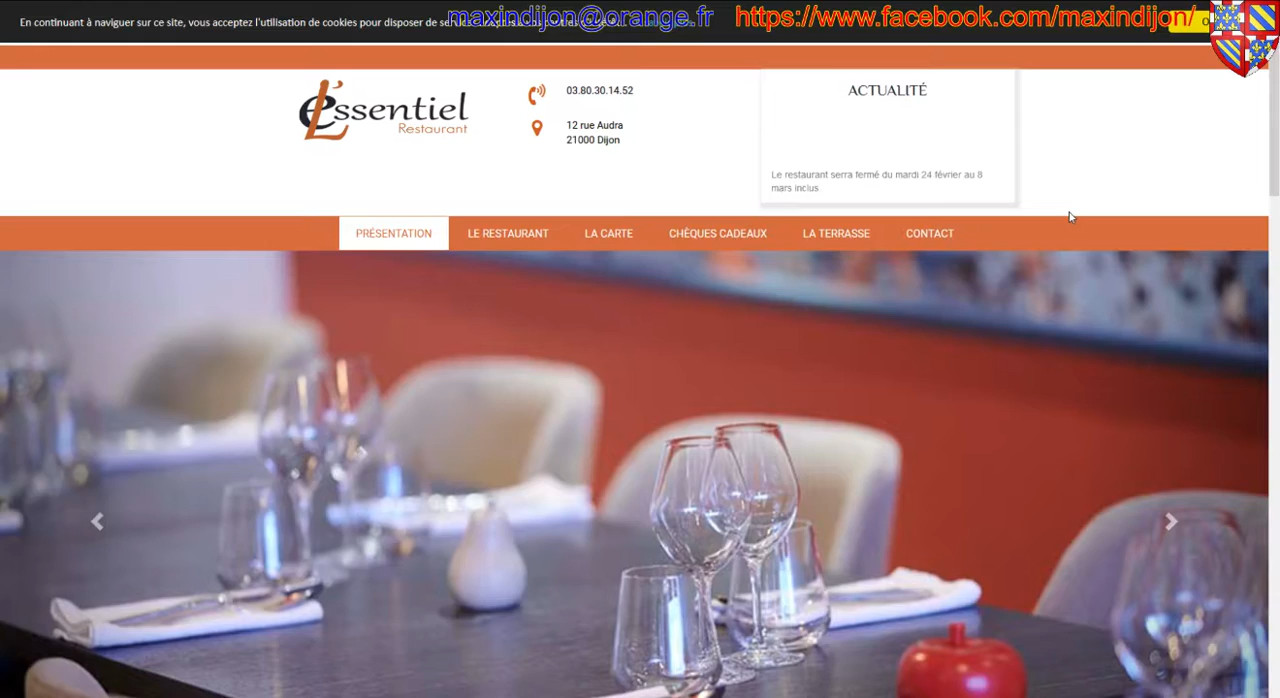 En continuant à naviguer sur ce site, vous acceptez l'utilisation de cookies pour disposer de
maxindijon@orange.fr https://www.facebook.com/maxindijon/
L'essentiel
Restaurant
03.80.30.14.52
12 rue Audra
21000 Dijon
ACTUALITÉ
Le restaurant serra fermé du mardi 24 février au 8
mars inclus
PRÉSENTATION LE RESTAURANT LA CARTE CHÈQUES CADEAUX LA TERRASSE CONTACT